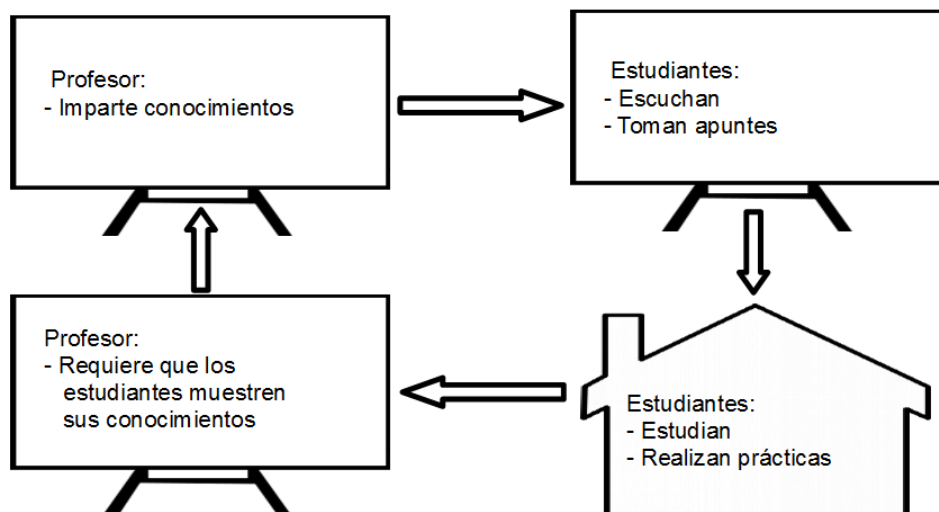 Profesor:
- Imparte conocimientos
Estudiantes:
- Escuchan
- Toman apuntes
Estudiantes:
- Estudian
- Realizan prácticas
Profesor:
- Requiere que los
estudiantes muestren
sus conocimientos